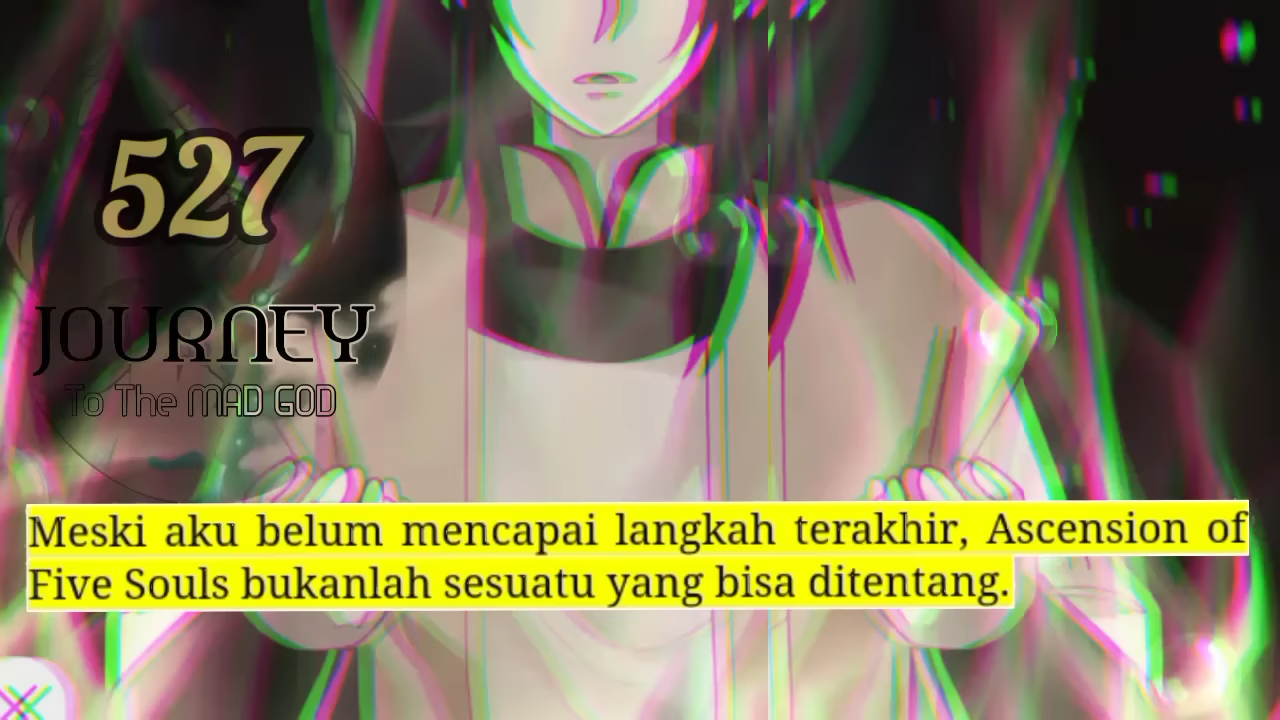 527
JOURNEY
To The MAD GOD
Meski aku belum mencapai langkah terakhir, Ascension of
Five Souls bukanlah sesuatu yang bisa ditentang.